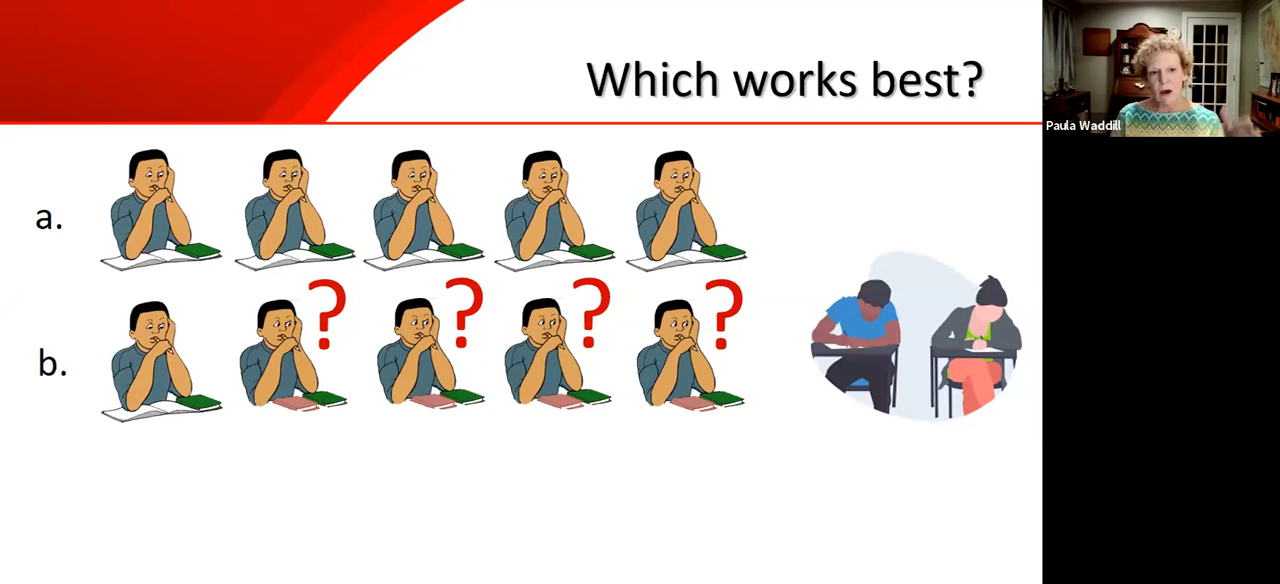 Which works best?
Paula Waddill
a.
? ? ? ?
b.